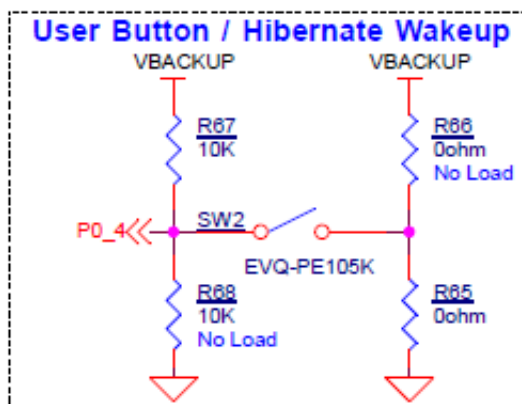 User Button / Hibernate Wakeup
VBACKUP
VBACKUP
R67
10K
R66
0ohm
No Load
P0_4
SW2
EVQ-PE105K
R68
10K
No Load
R65
0ohm